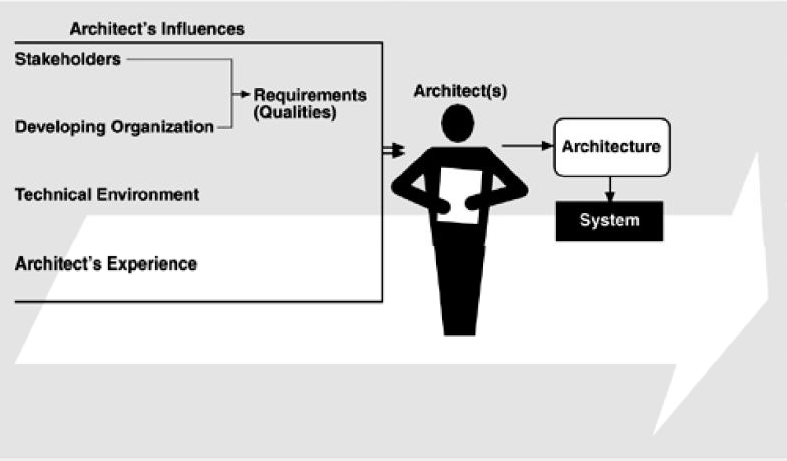 Architect's Influences
Stakeholders
Requirements
(Qualities)
Developing Organization
Technical Environment
Architect's Experience
Architect(s)
Architecture
System